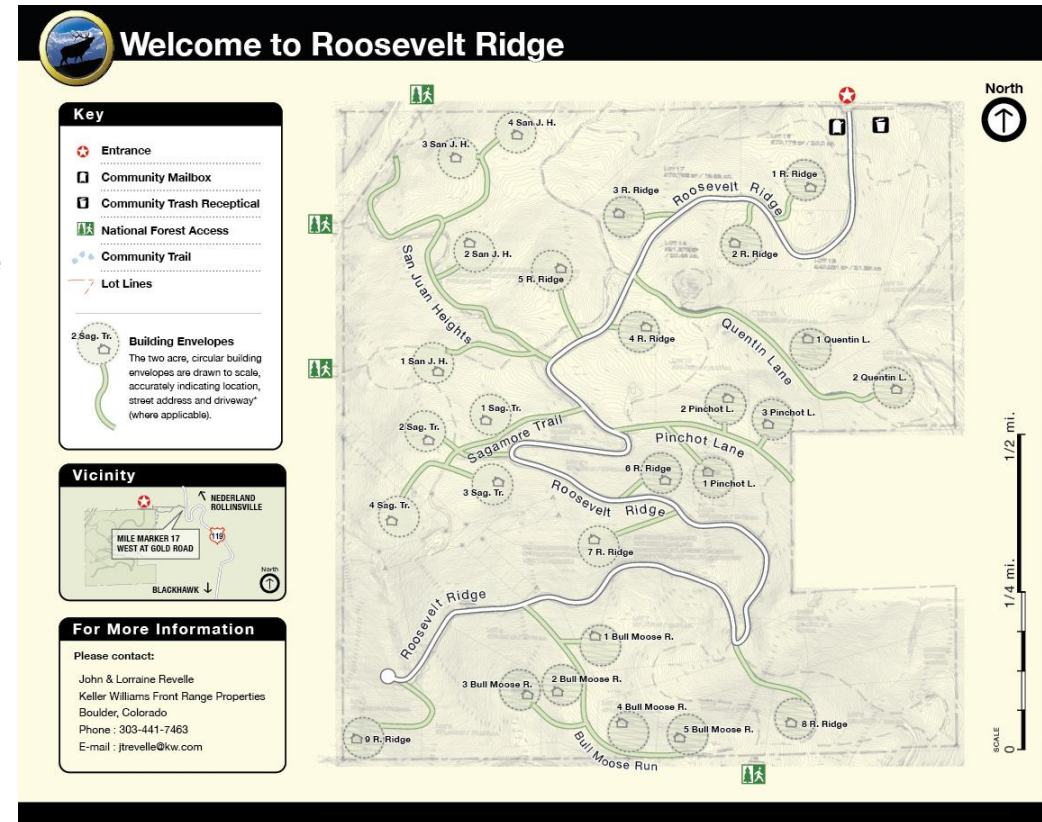 Welcome to Roosevelt Ridge
Key
Entrance
Community Mailbox
Community Trash Receptical
National Forest Access
Community Trail
Lot Lines
2 Sag. Tr.
Building Envelopes
The two acre, circular building
envelopes are drawn to scale,
accurately indicating location,
street address and driveway*
(where applicable).
Vicinity
NEDERLAND
ROLLINSVILLE
119
MILE MARKER 17
WEST AT GOLD ROAD
North
BLACKHAWK
For More Information
Please contact:
John & Lorraine Revelle
Keller Williams Front Range Properties
Boulder, Colorado
Phone : 303-441-7463
E-mail : jtrevelle@kw.com
North
4 San J. H.
3 San J. H.
1 R. Ridge
3 R. Ridge
Roosevelt Ridge
2 San J. H.
2 R. Ridge
5 R. Ridge
San Juan Heights
4 R. Ridge
Quentin Lane
1 Quentin L.
1 San J. H.
2 Quentin L.
1 Sag. Tr.
2 Pinchot L.
3 Pinchot L.
2 Sag. Tr.
Sagamore Trail
Pinchot Lane
6 R. Ridge
1 Pinchot L.
3 Sag. Tr.
Roosevelt Ridge
4 Sag. Tr.
7 R. Ridge
Roosevelt Ridge
1 Bull Moose R.
2 Bull Moose R.
3 Bull Moose R.
4 Bull Moose R.
8 R. Ridge
5 Bull Moose R.
9 R. Ridge
Bull Moose Run
1/2 mi.
1/4 mi.
0
SCALE